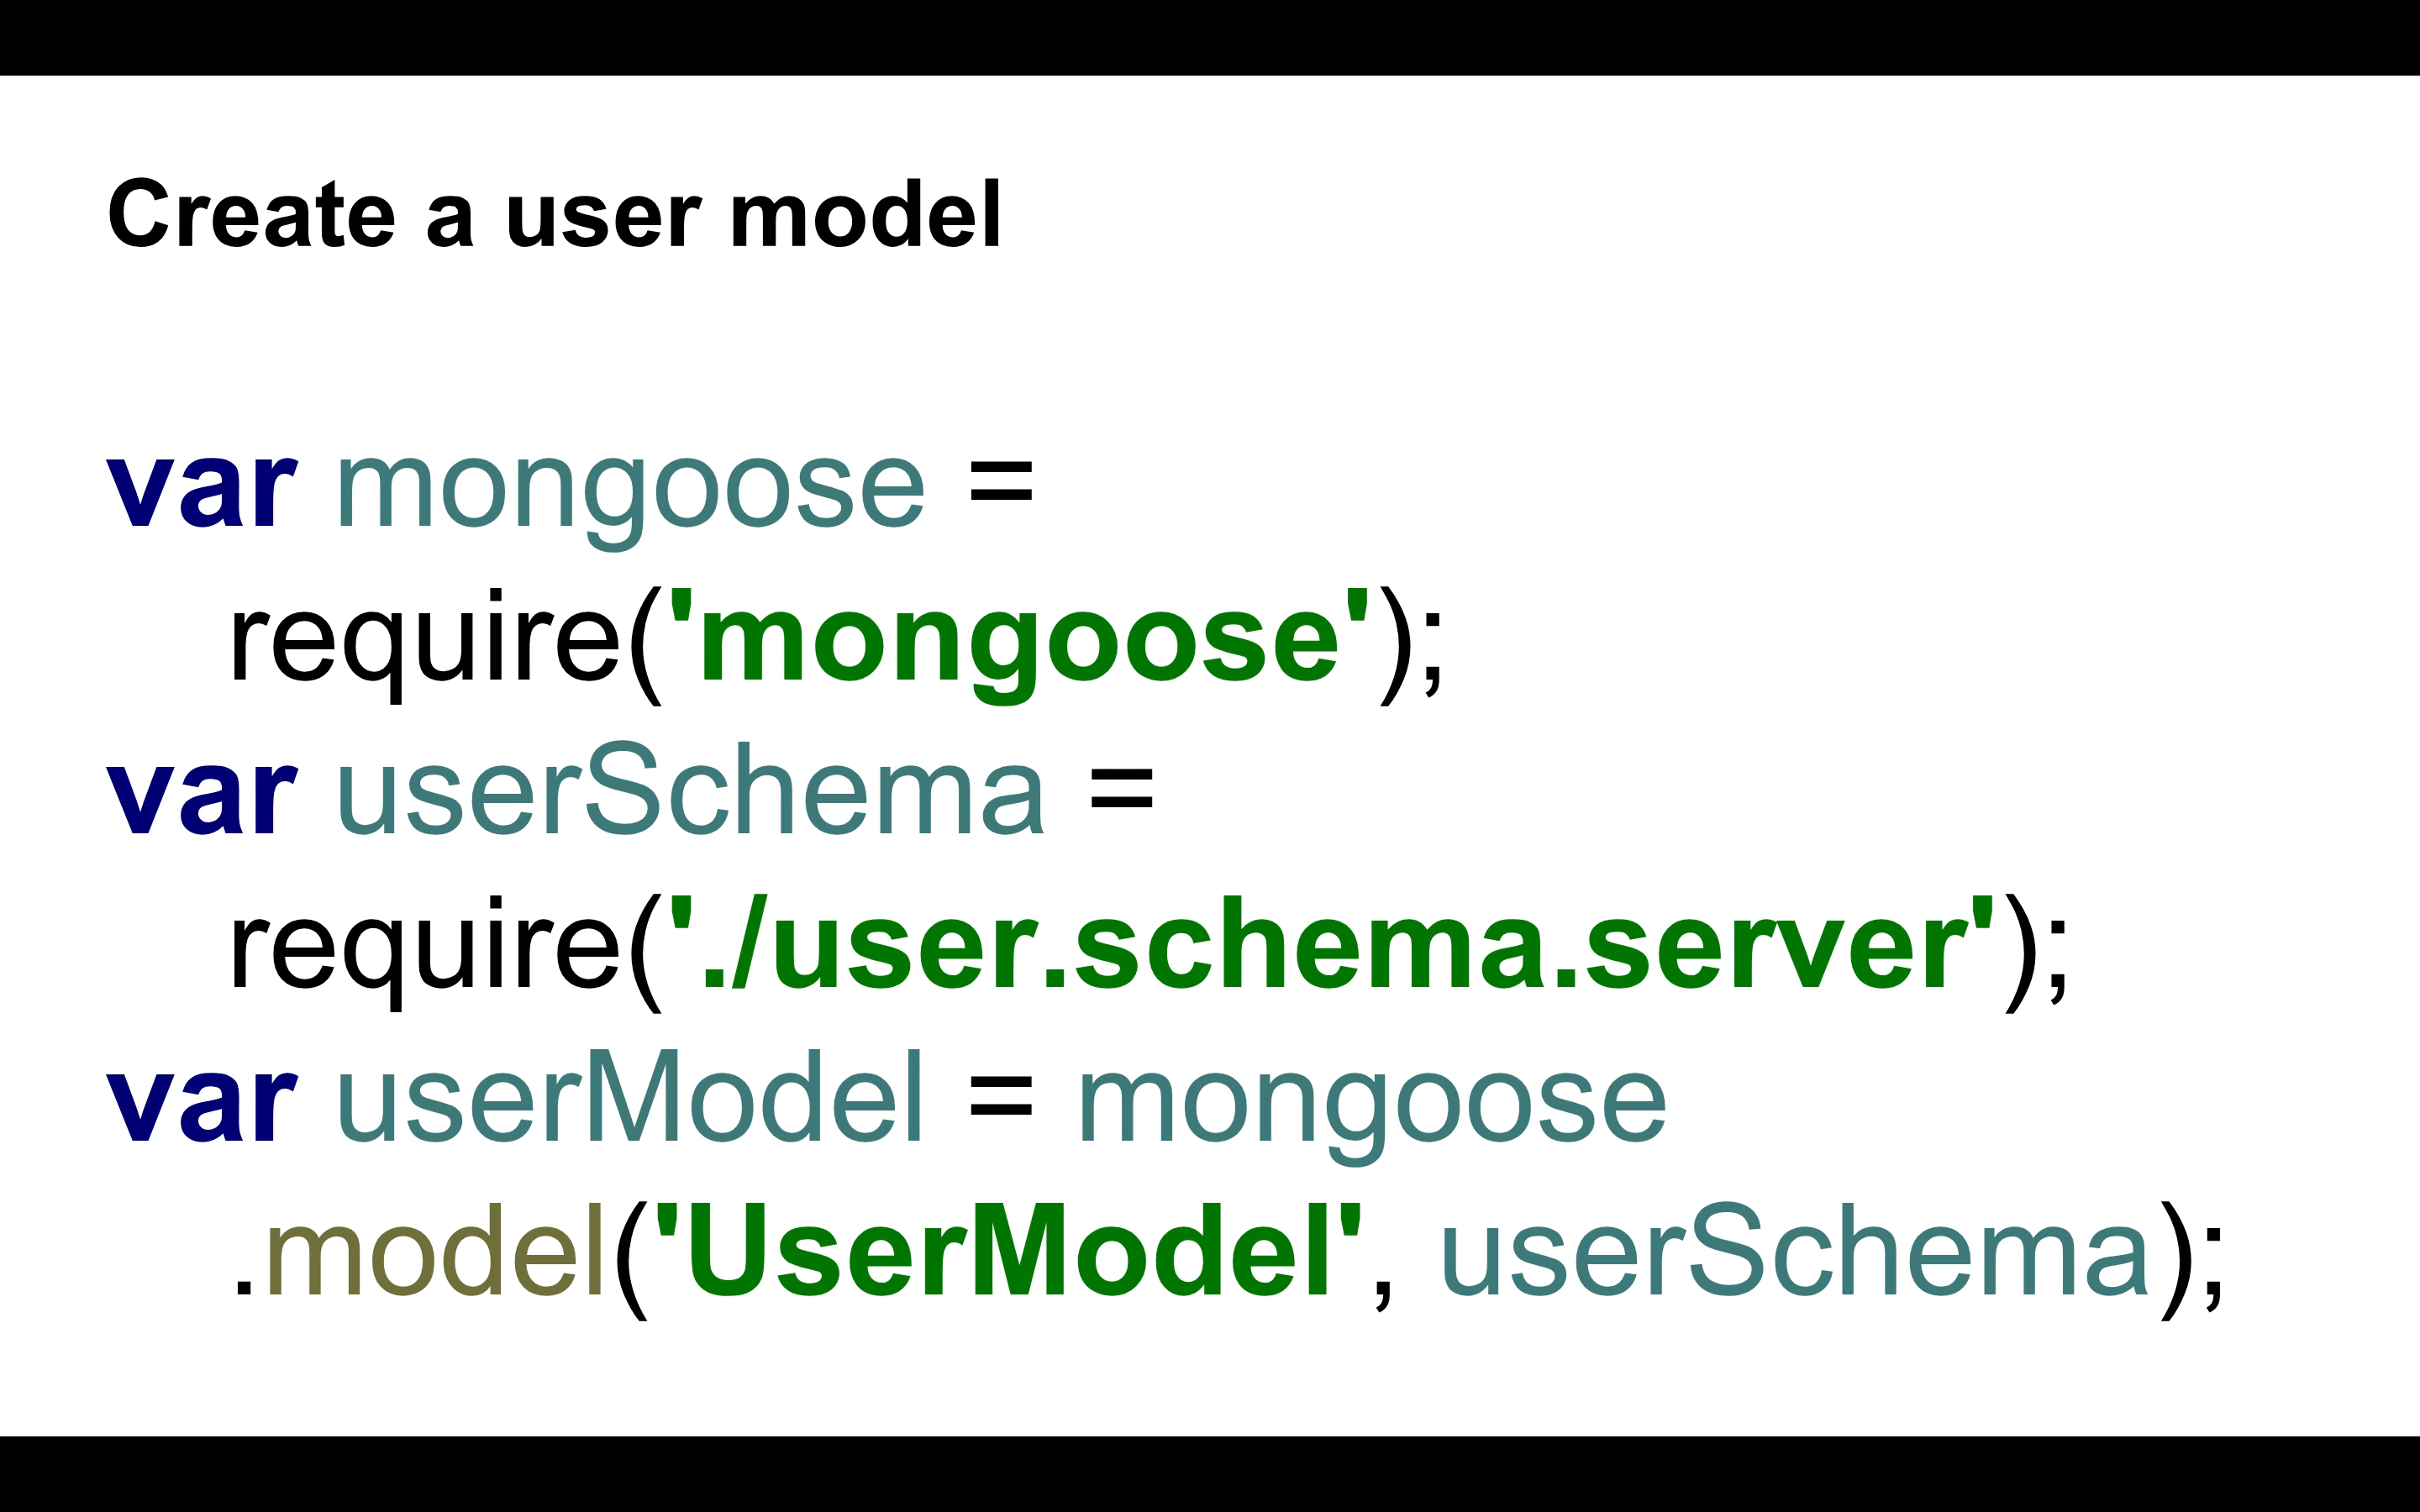 Create a user model
var mongoose =
require('mongoose');
var userSchema =
require('./user.schema.server');
var userModel = mongoose
.model('UserModel', userSchema);